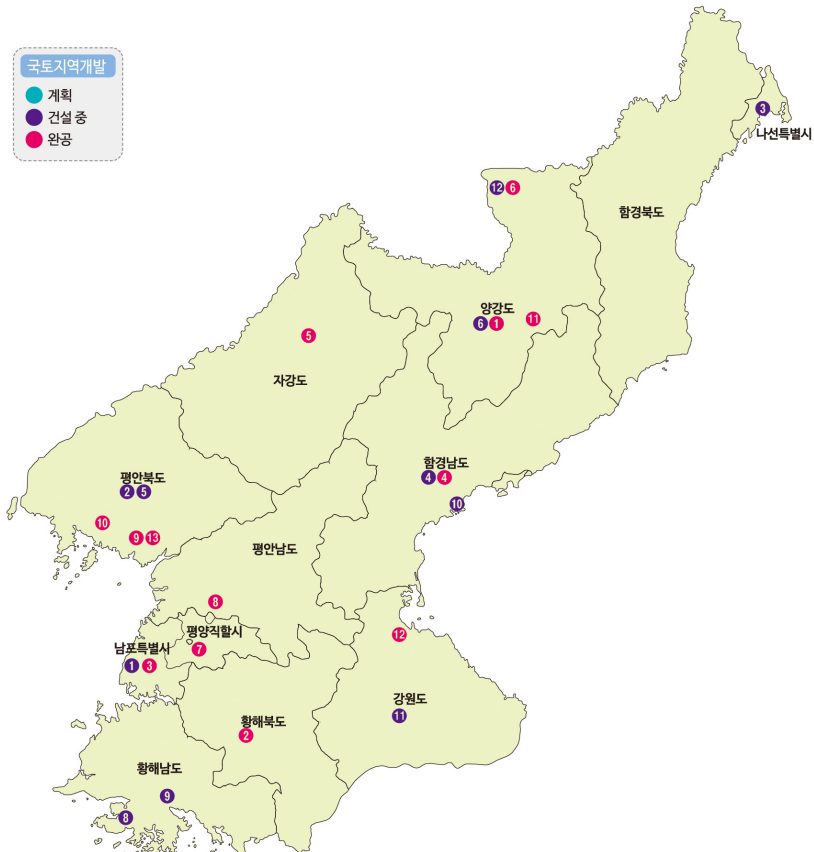 국토지역개발
계획
건설 중
완공
3
나선특별시
12 6
함경북도
양강도
6 1 11
5
자강도
평안북도
2 5
함경남도
4 4
10
10
9 13
평안남도
8
평양직할시
7
남포특별시
1 3
12
강원도
11
황해북도
2
황해남도
9
8